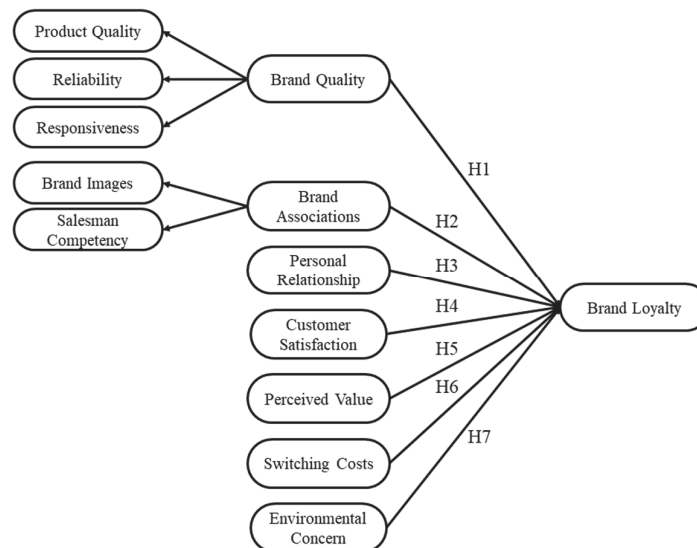 Product Quality
Reliability
Responsiveness
Brand Images
Salesman
Competency
Brand Quality
Brand
Associations
Personal
Relationship
Customer
Satisfaction
Perceived Value
Switching Costs
Environmental
Concern
H1
H2
H3
H4
H5
H6
H7
Brand Loyalty